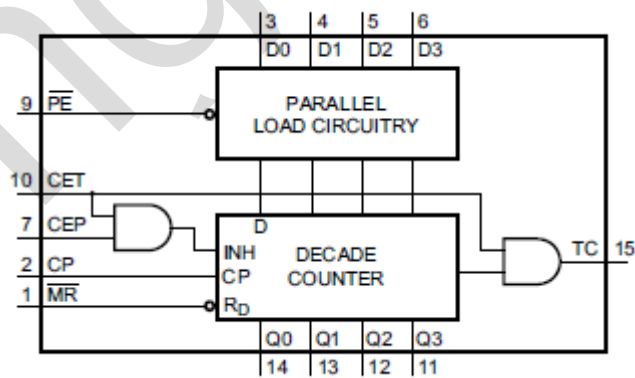 3 4 5 6
D0 D1 D2 D3
9 PE
PARALLEL
LOAD CIRCUITRY
10 CET
7 CEP
D
INH
DECADE
COUNTER
TC 15
2 CP
CP
1 MR
RD
Q0 Q1 Q2 Q3
14 13 12 11